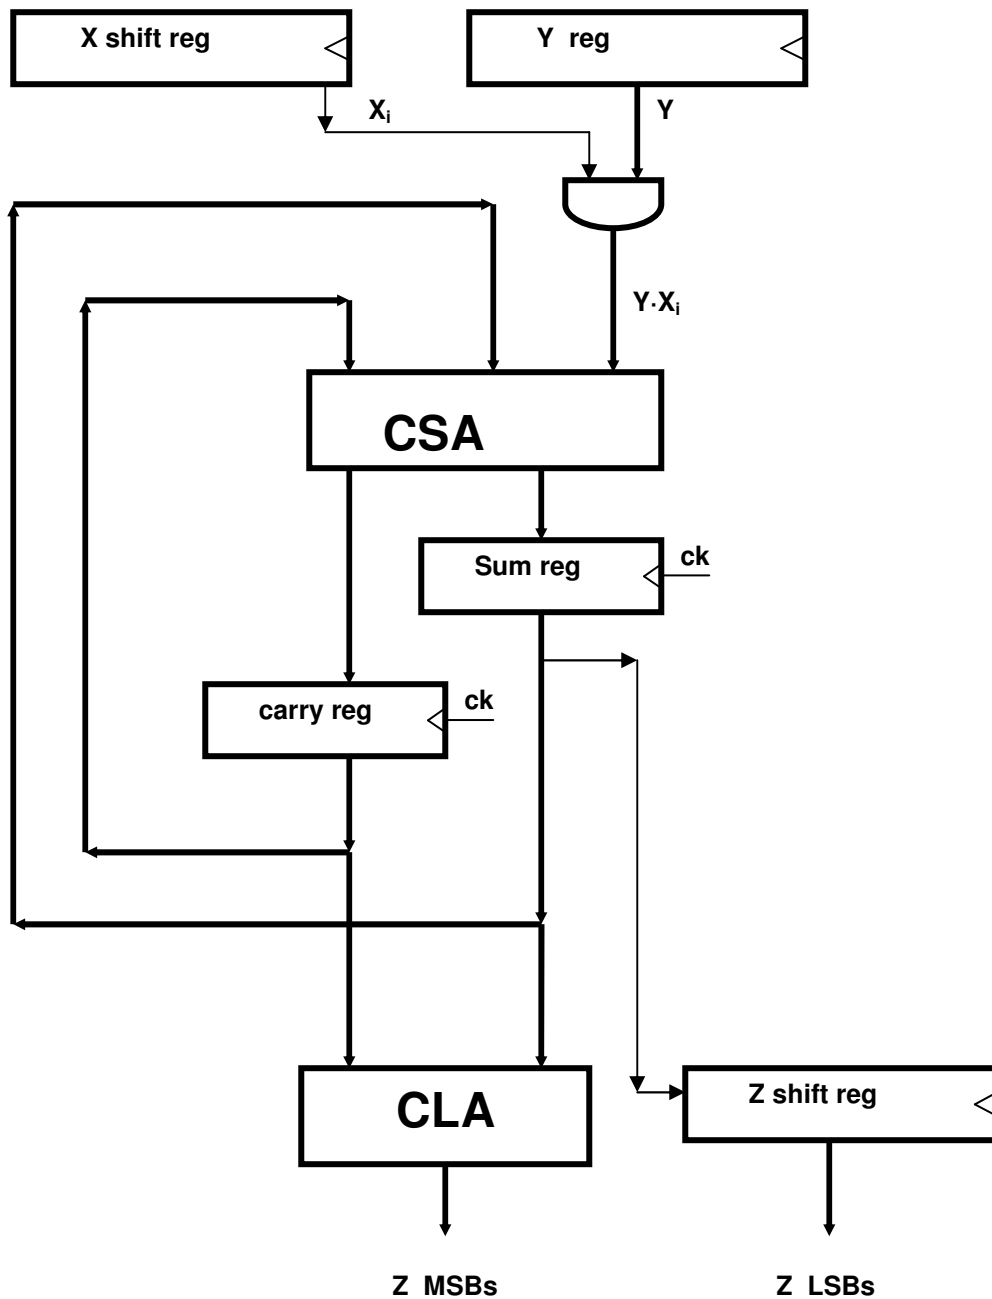 X shift reg
Y reg
Xi
Y
Y·Xi
CSA
Sum reg
ck
carry reg
ck
CLA
Z shift reg
Z MSBs
Z LSBs